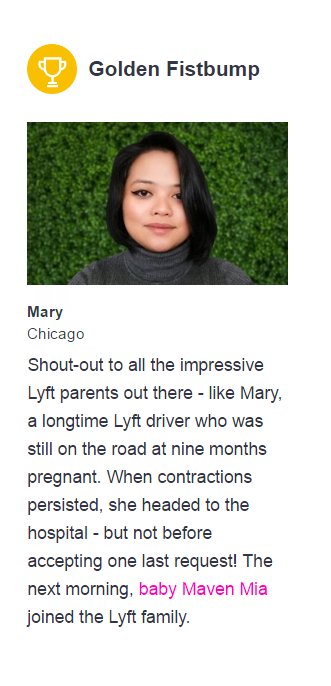 Golden Fistbump
Mary
Chicago
Shout-out to all the impressive
Lyft parents out there - like Mary,
a longtime Lyft driver who was
still on the road at nine months
pregnant. When contractions
persisted, she headed to the
hospital - but not before
accepting one last request! The
next morning, baby Maven Mia
joined the Lyft family.